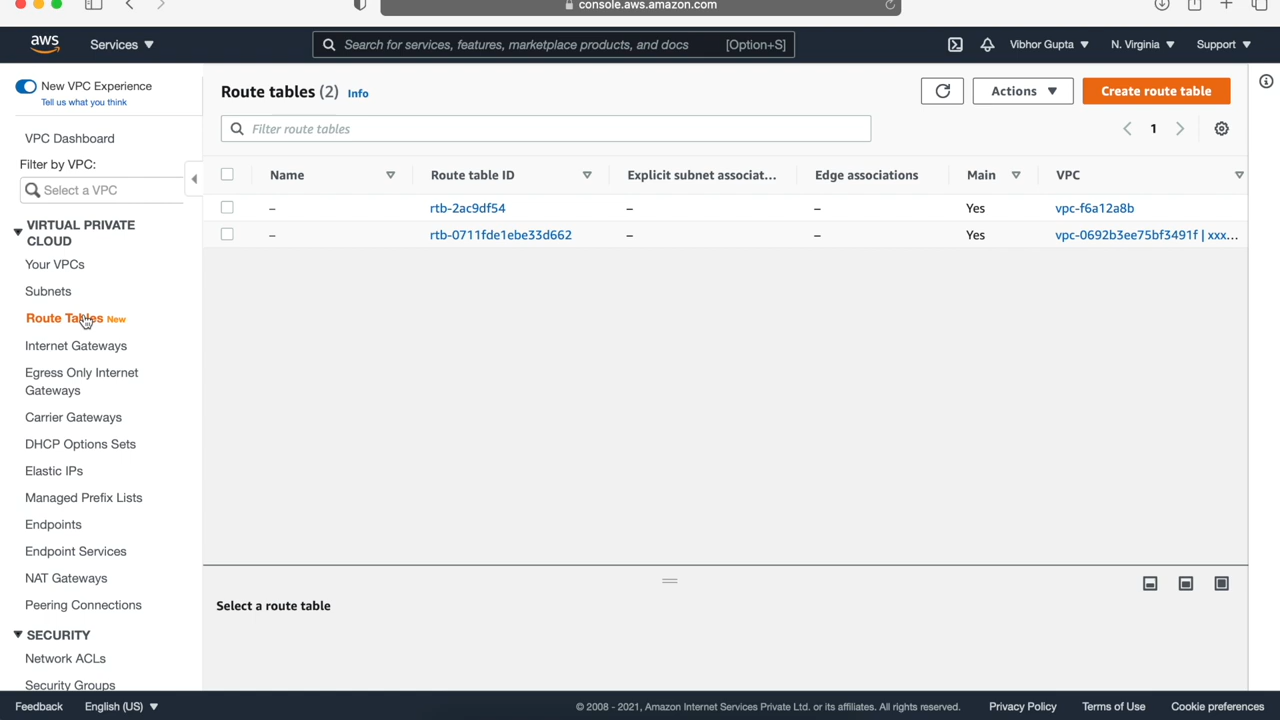 console.aws.amazon.com
aws Services ▼ Search for services, features, marketplace products, and docs [Option+S] Vibhor Gupta ▼ N. Virginia ▼ Support ▼
New VPC Experience
Tell us what you think
VPC Dashboard
Filter by VPC:
Select a VPC
VIRTUAL PRIVATE
CLOUD
Your VPCs
Subnets
Route Tables New
Internet Gateways
Egress Only Internet
Gateways
Carrier Gateways
DHCP Options Sets
Elastic IPs
Managed Prefix Lists
Endpoints
Endpoint Services
NAT Gateways
Peering Connections
SECURITY
Network ACLs
Security Groups
Route tables (2) Info
Actions ▼ Create route table
Filter route tables
1
Name Route table ID Explicit subnet associat... Edge associations Main VPC
– rtb-2ac9df54 – – Yes vpc-f6a12a8b
– rtb-0711fde1ebe33d662 – – Yes vpc-0692b3ee75bf3491f | xxx...
Select a route table
Feedback English (US) ▼ © 2008 - 2021, Amazon Internet Services Private Ltd. or its affiliates. All rights reserved. Privacy Policy Terms of Use Cookie preferences